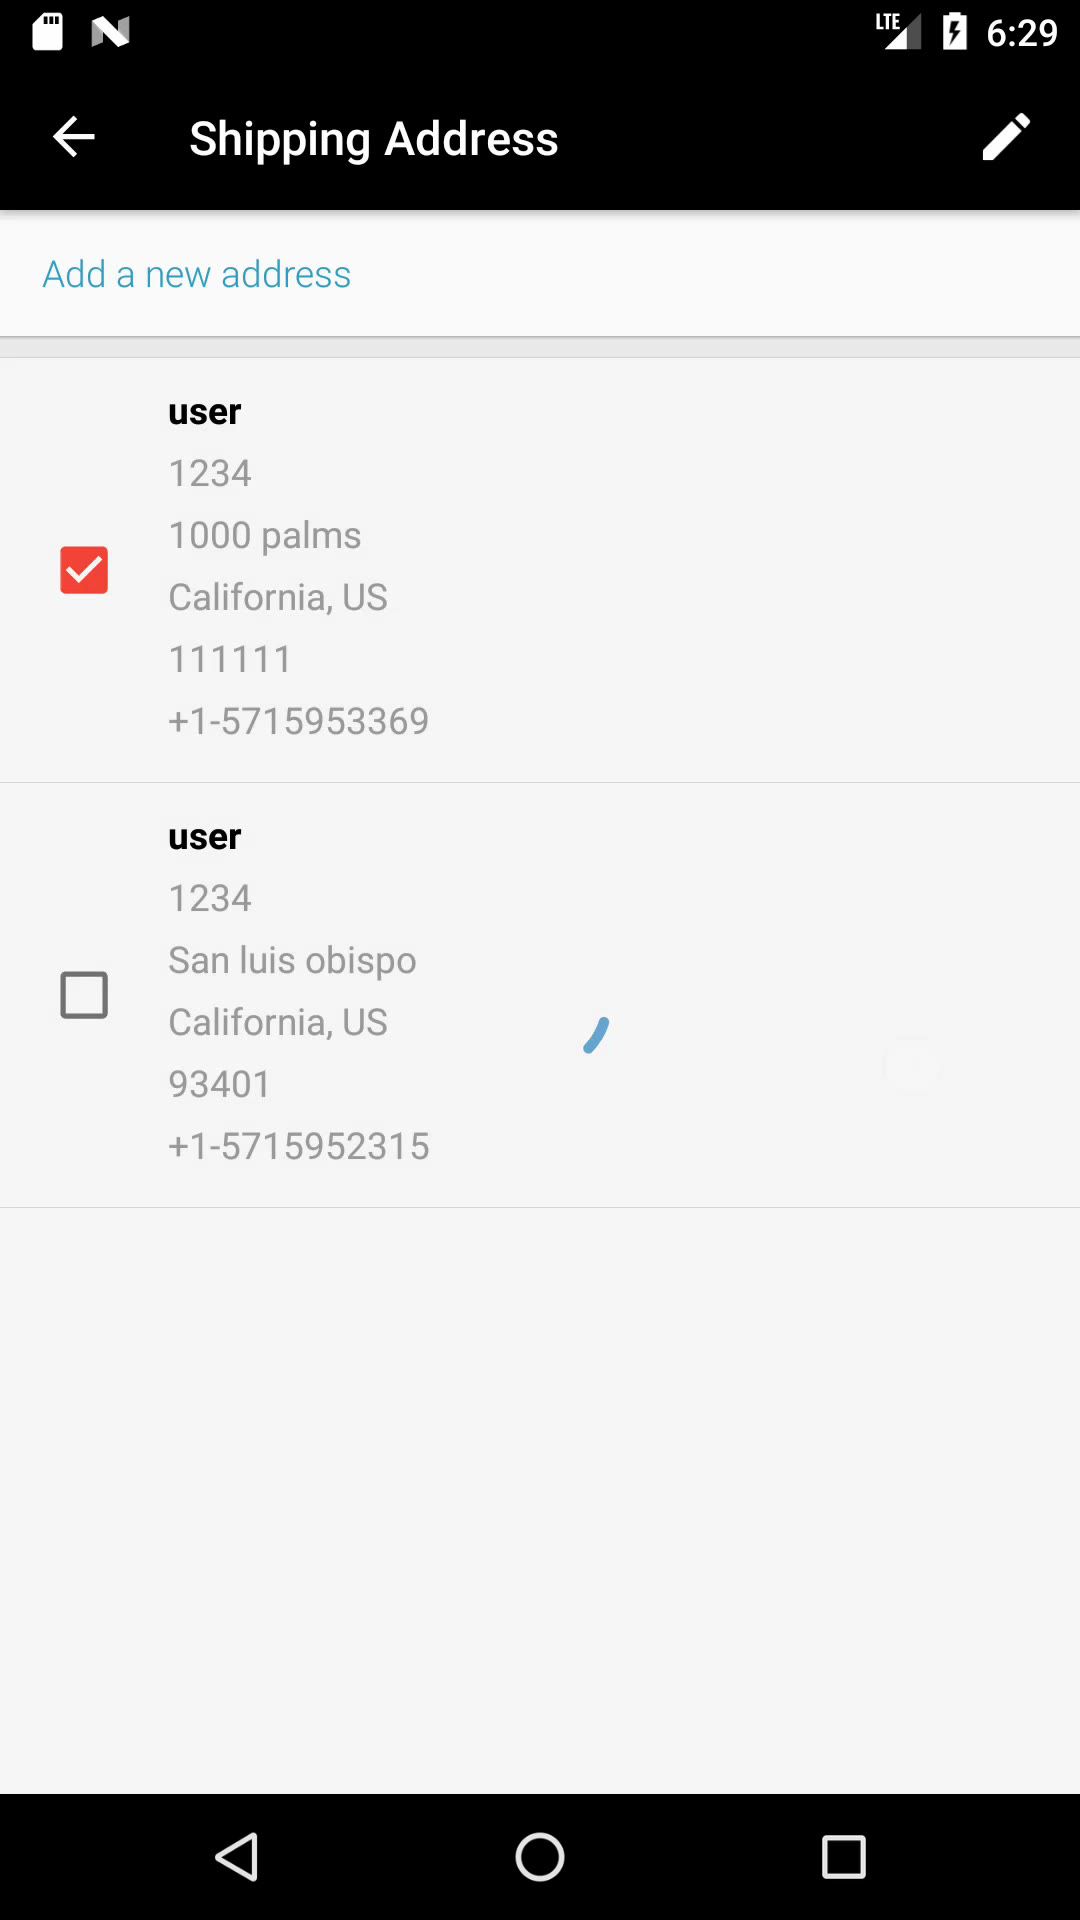 LTE 6:29
Shipping Address
Add a new address
user
1234
1000 palms
California, US
111111
+1-5715953369
user
1234
San luis obispo
California, US
93401
+1-5715952315